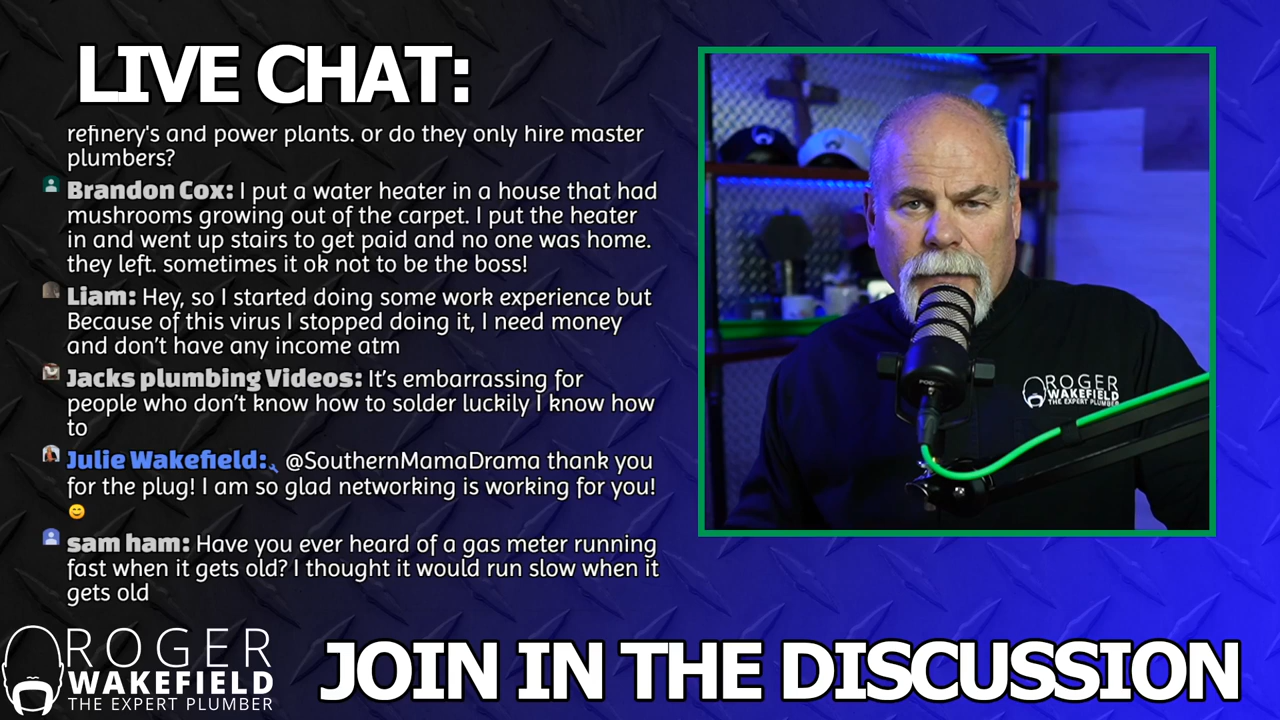 LIVE CHAT:
refinery's and power plants. or do they only hire master
plumbers?
Brandon Cox: I put a water heater in a house that had
mushrooms growing out of the carpet. I put the heater
in and went up stairs to get paid and no one was home.
they left. sometimes it ok not to be the boss!
Liam: Hey, so I started doing some work experience but
Because of this virus I stopped doing it, I need money
and don’t have any income atm
Jacks plumbing Videos: It’s embarrassing for
people who don’t know how to solder luckily I know how
to
Julie Wakefield: @SouthernMamaDrama thank you
for the plug! I am so glad networking is working for you!
😊
sam ham: Have you ever heard of a gas meter running
fast when it gets old? I thought it would run slow when it
gets old
ROGER
WAKEFIELD
THE EXPERT PLUMBER
POD
ROGER
WAKEFIELD
THE EXPERT PLUMBER
JOIN IN THE DISCUSSION